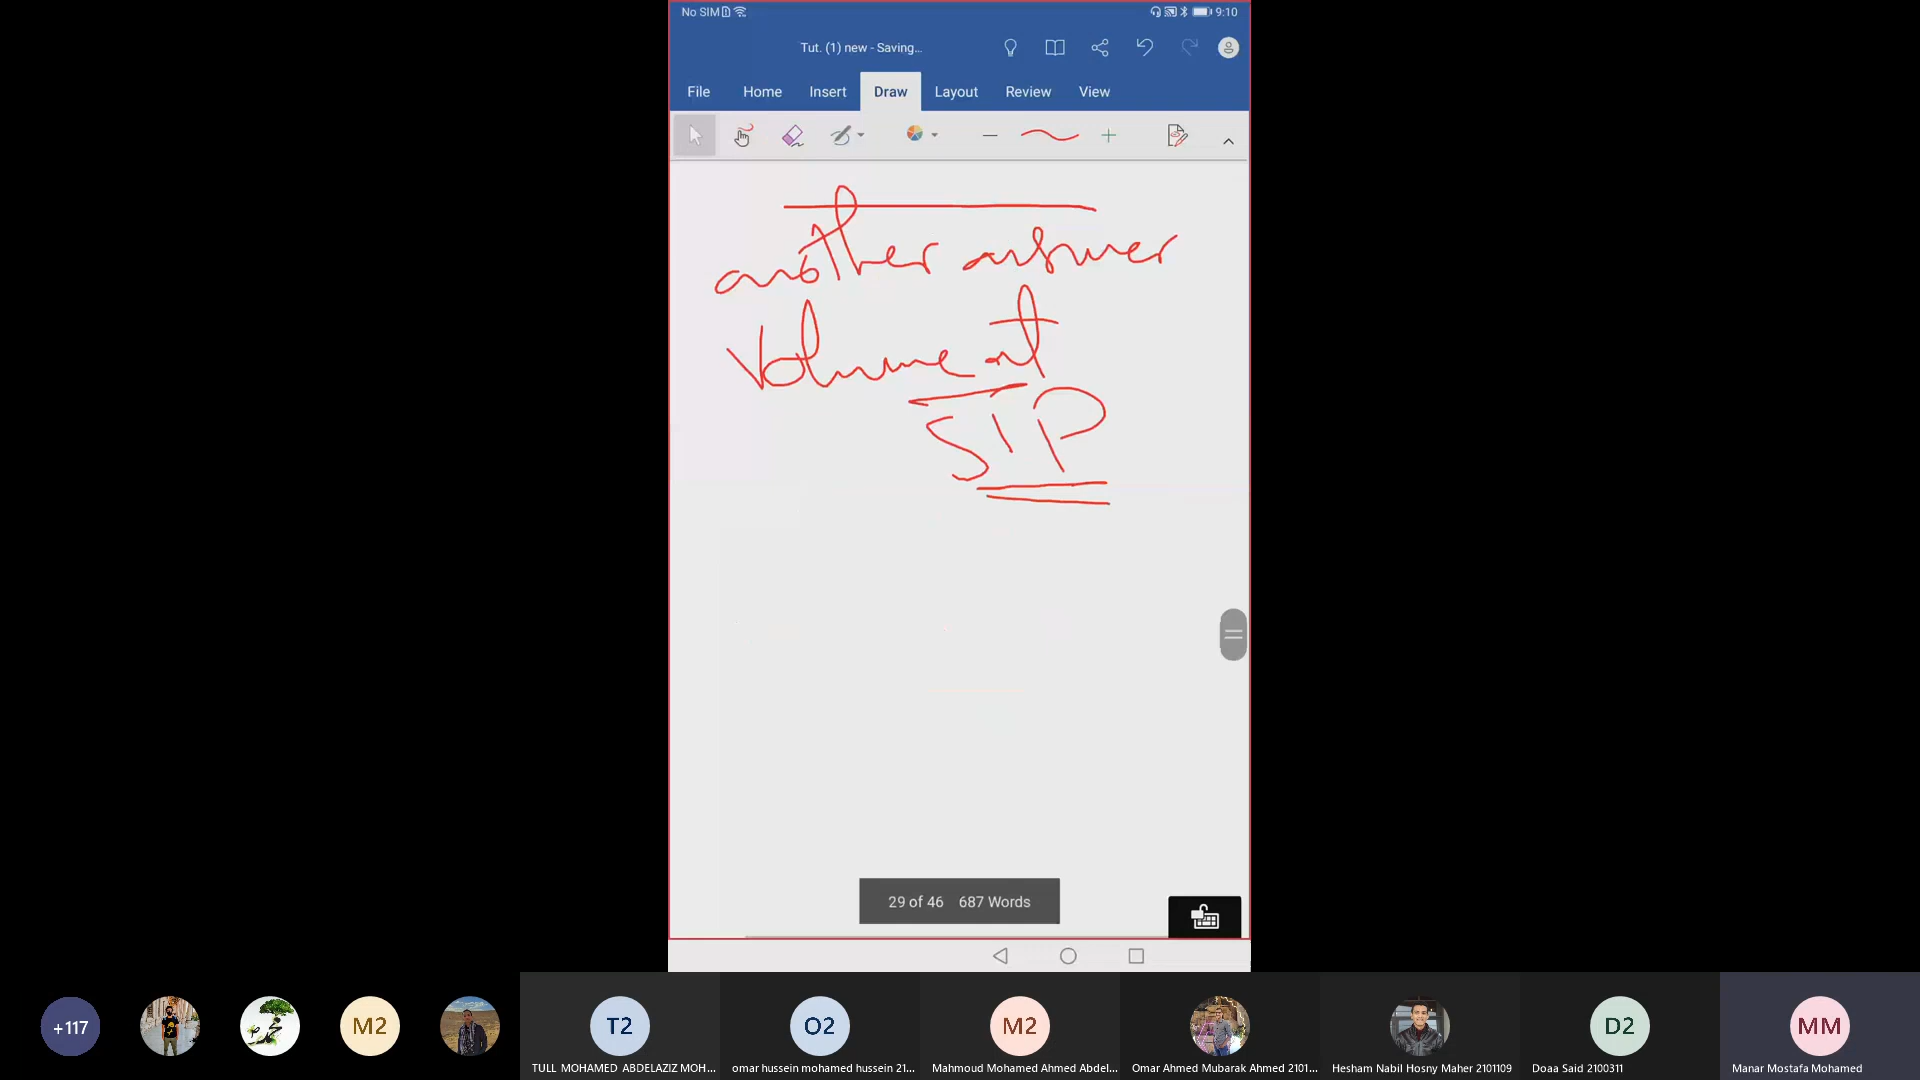 No SIM 9:10
Tut. (1) new - Saving...
File Home Insert Draw Layout Review View
another answer
Volume at
STP
29 of 46 687 Words
+117 M2 T2 O2 M2 D2 MM
TULL MOHAMED ABDELAZIZ MOH... omar hussein mohamed hussein 21... Mahmoud Mohamed Ahmed Abdel... Omar Ahmed Mubarak Ahmed 2101... Hesham Nabil Hosny Maher 2101109 Doaa Said 2100311 Manar Mostafa Mohamed